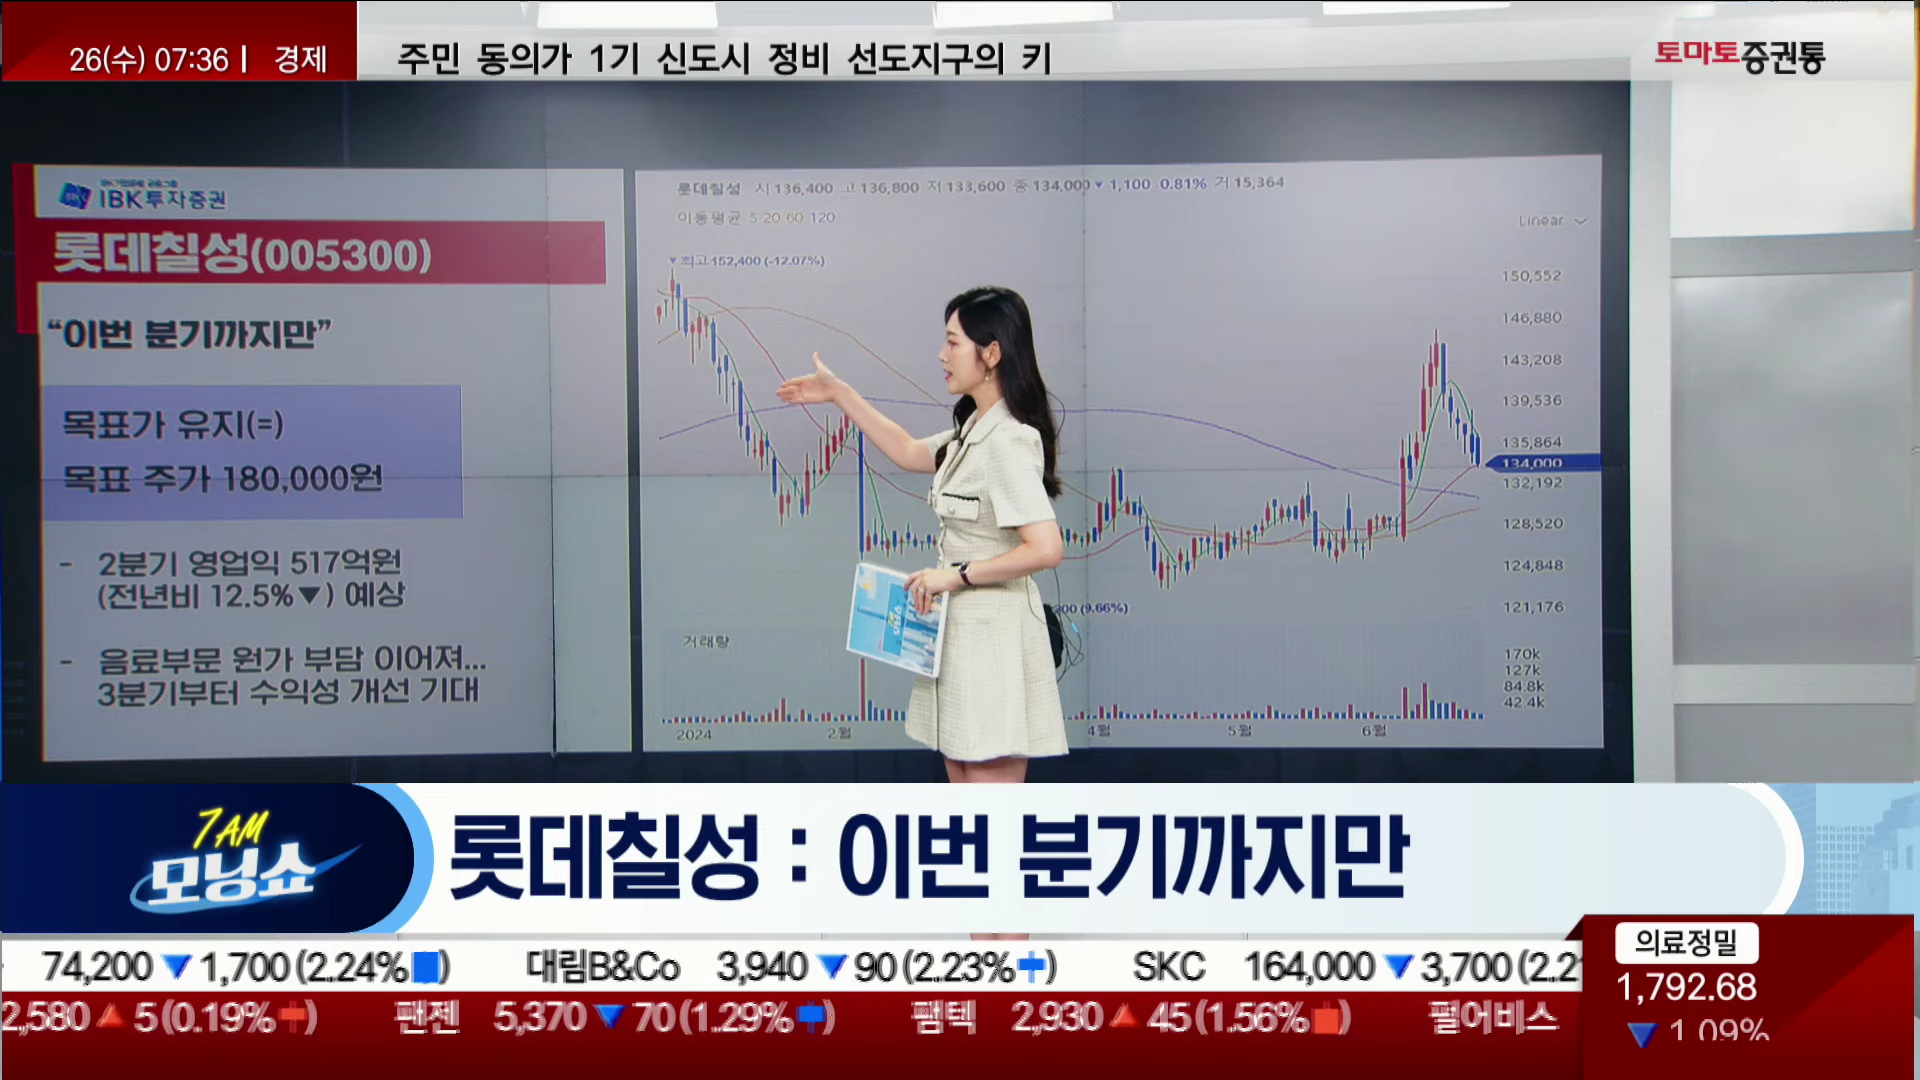 26(수) 07:36 | 경제
주민 동의가 1기 신도시 정비 선도지구의 키
토마토증권통
IBK투자증권
롯데칠성(005300)
“이번 분기까지만”
목표가 유지(=)
목표 주가 180,000원
- 2분기 영업익 517억원
(전년비 12.5%▼) 예상
- 음료부문 원가 부담 이어져...
3분기부터 수익성 개선 기대
롯데칠성 시 136,400 고 136,800 저 133,600 종 134,000 ▼ 1,100 0.81% 거 15,364
이동평균 5 20 60 120
Linear
▼ 최고 152,400 (-12.07%)
150,552
146,880
143,208
139,536
135,864
134,000
132,192
128,520
124,848
121,176
200 (9.66%)
거래량
170k
127k
84.8k
42.4k
2024 2월 4월 5월 6월
7AM
모닝쇼
롯데칠성 : 이번 분기까지만
74,200 ▼ 1,700 (2.24%) 대림B&Co 3,940 ▼ 90 (2.23%) SKC 164,000 ▼ 3,700 (2.21
2,580 ▲ 5 (0.19%) 팬젠 5,370 ▼ 70 (1.29%) 팸텍 2,930 ▲ 45 (1.56%) 펄어비스
의료정밀
1,792.68
▼ 1.09%